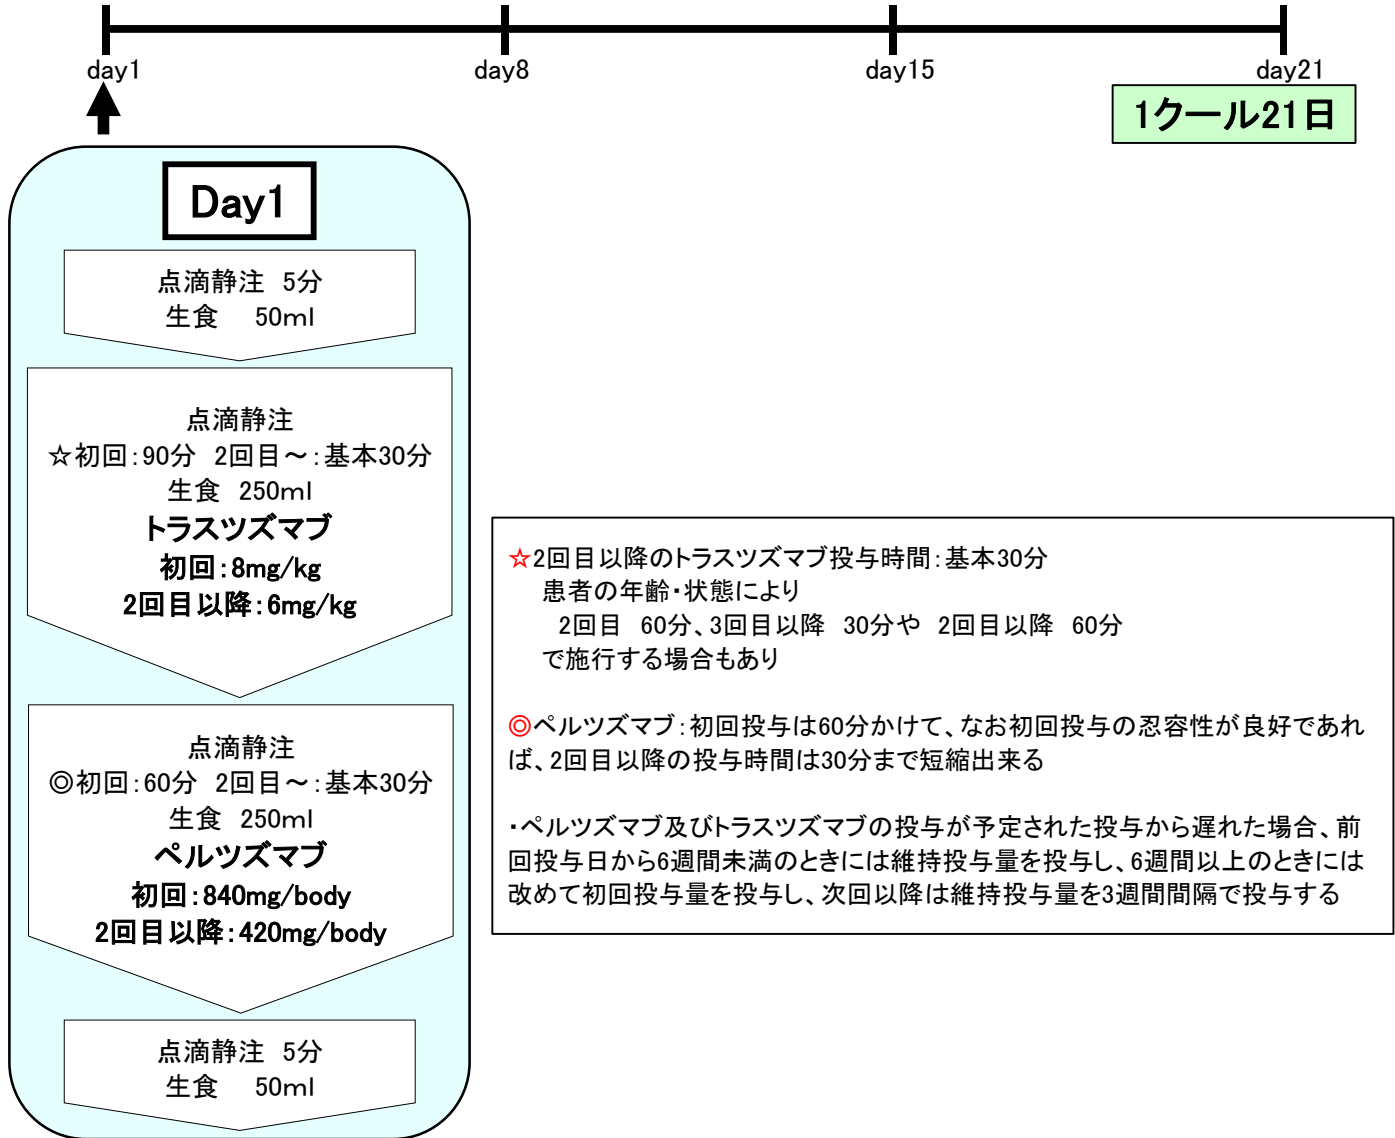 day1 day8 day15 day21
1クール21日
Day1
点滴静注 5分
生食 50ml
点滴静注
☆初回:90分 2回目~:基本30分
生食 250ml
トラスツズマブ
初回:8mg/kg
2回目以降:6mg/kg
点滴静注
◎初回:60分 2回目~:基本30分
生食 250ml
ペルツズマブ
初回:840mg/body
2回目以降:420mg/body
点滴静注 5分
生食 50ml
☆2回目以降のトラスツズマブ投与時間:基本30分
患者の年齢・状態により
2回目 60分、3回目以降 30分や 2回目以降 60分
で施行する場合もあり
◎ペルツズマブ:初回投与は60分かけて、なお初回投与の忍容性が良好であれ
ば、2回目以降の投与時間は30分まで短縮出来る
・ペルツズマブ及びトラスツズマブの投与が予定された投与から遅れた場合、前
回投与日から6週間未満のときには維持投与量を投与し、6週間以上のときには
改めて初回投与量を投与し、次回以降は維持投与量を3週間間隔で投与する